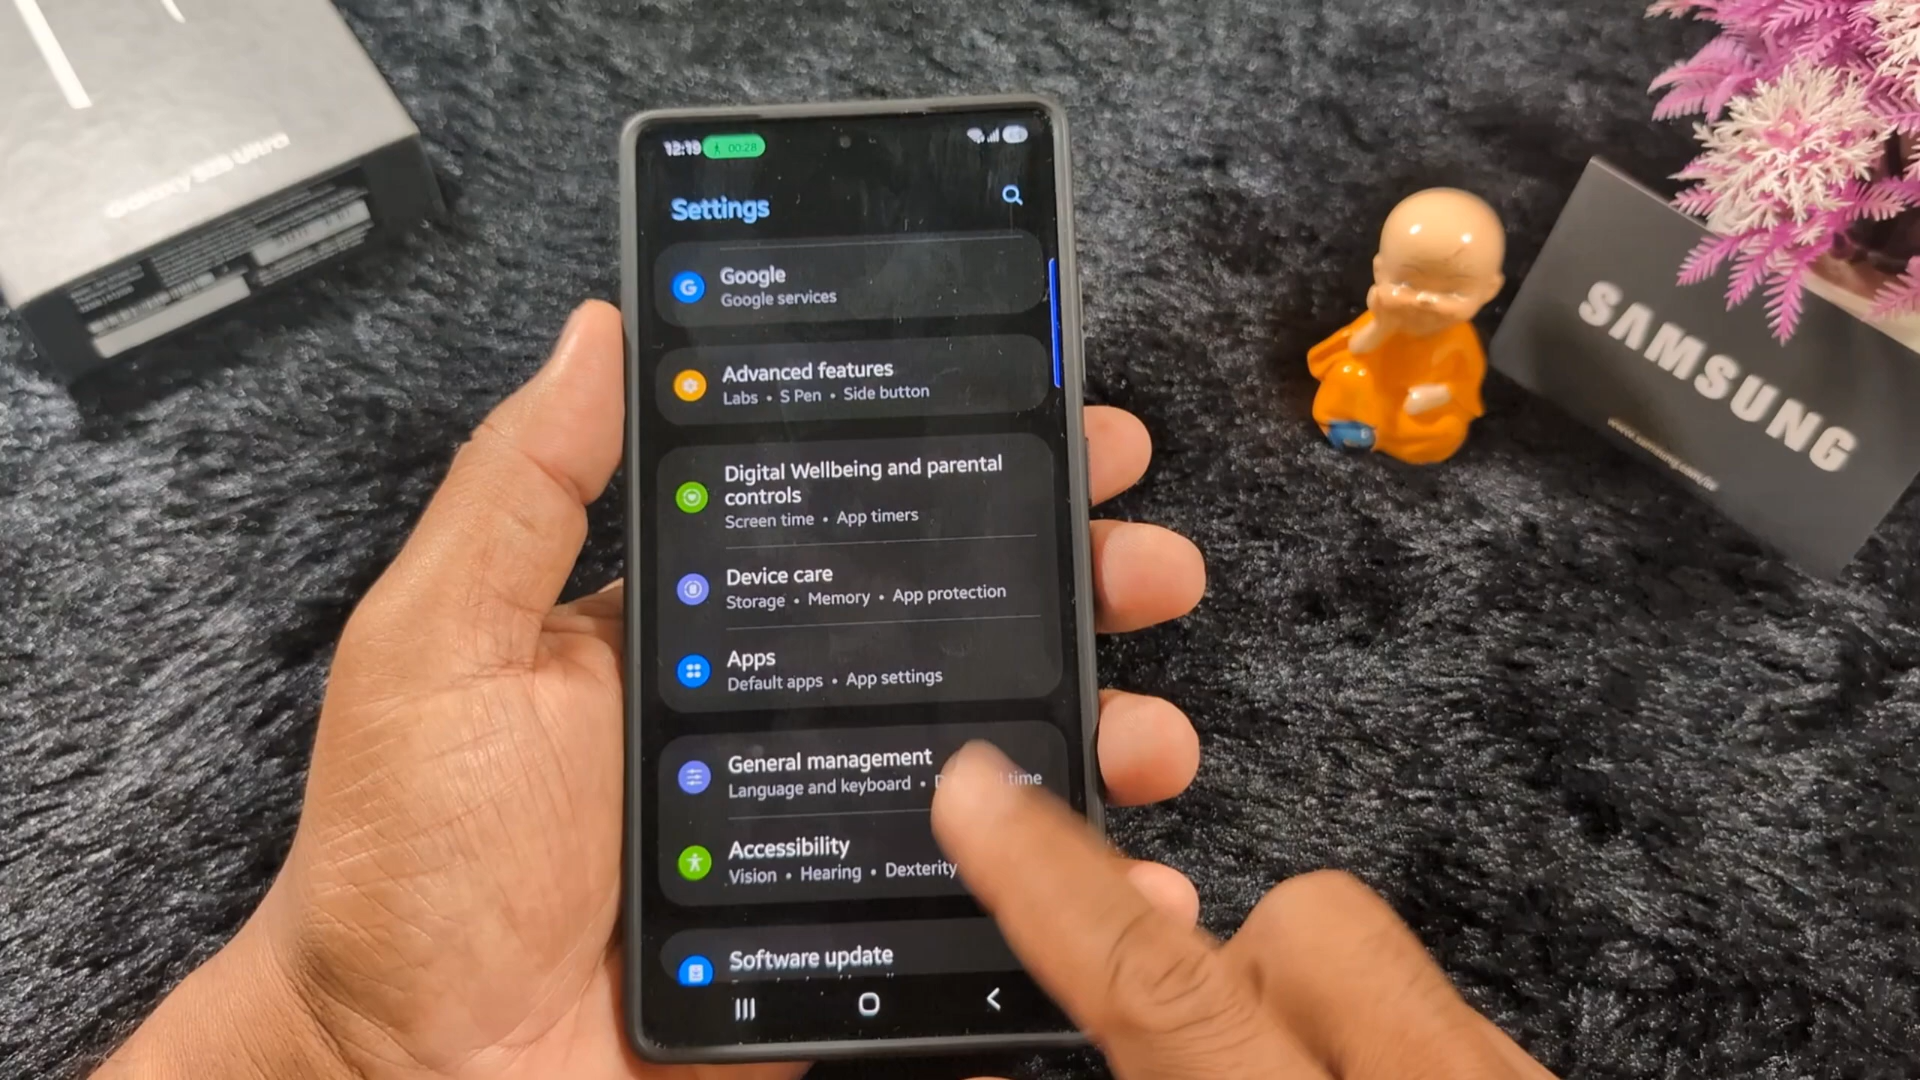 12:19
00:28
Settings
Google
Google services
Advanced features
Labs • S Pen • Side button
Digital Wellbeing and parental
controls
Screen time • App timers
Device care
Storage • Memory • App protection
Apps
Default apps • App settings
General management
Language and keyboard • time
Accessibility
Vision • Hearing • Dexterity
Software update
SAMSUNG